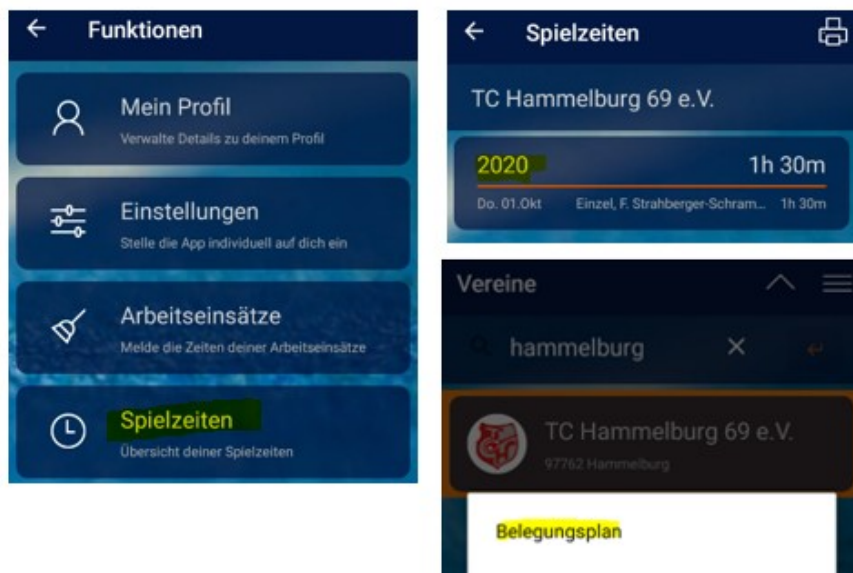 Funktionen
Mein Profil
Verwalte Details zu deinem Profil
Einstellungen
Stelle die App individuell auf dich ein
Arbeitseinsätze
Melde die Zeiten deiner Arbeitseinsätze
Spielzeiten
Übersicht deiner Spielzeiten
Spielzeiten
TC Hammelburg 69 e.V.
2020 1h 30m
Do. 01.Okt Einzel, F. Strahberger-Schram... 1h 30m
Vereine
hammelburg
TC Hammelburg 69 e.V.
97762 Hammelburg
Belegungsplan